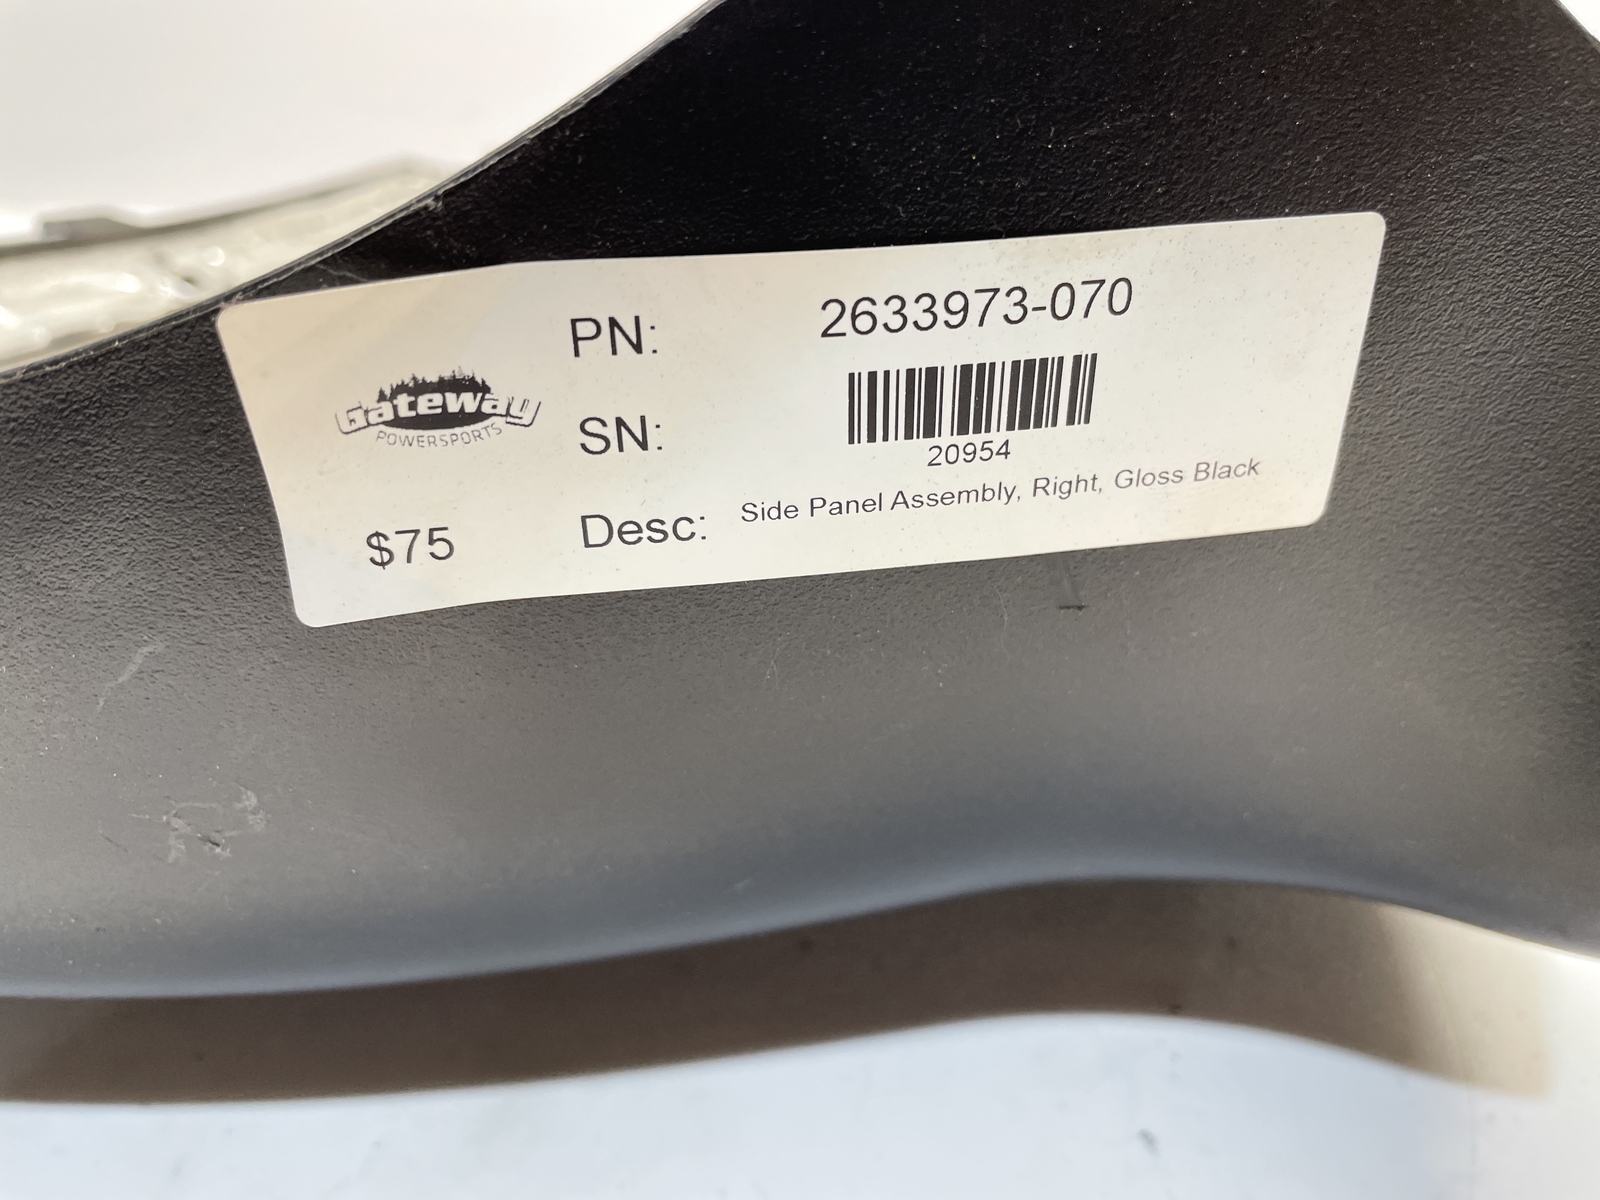 Gateway
POWERSPORTS
$75
PN: 2633973-070
SN:
20954
Desc: Side Panel Assembly, Right, Gloss Black